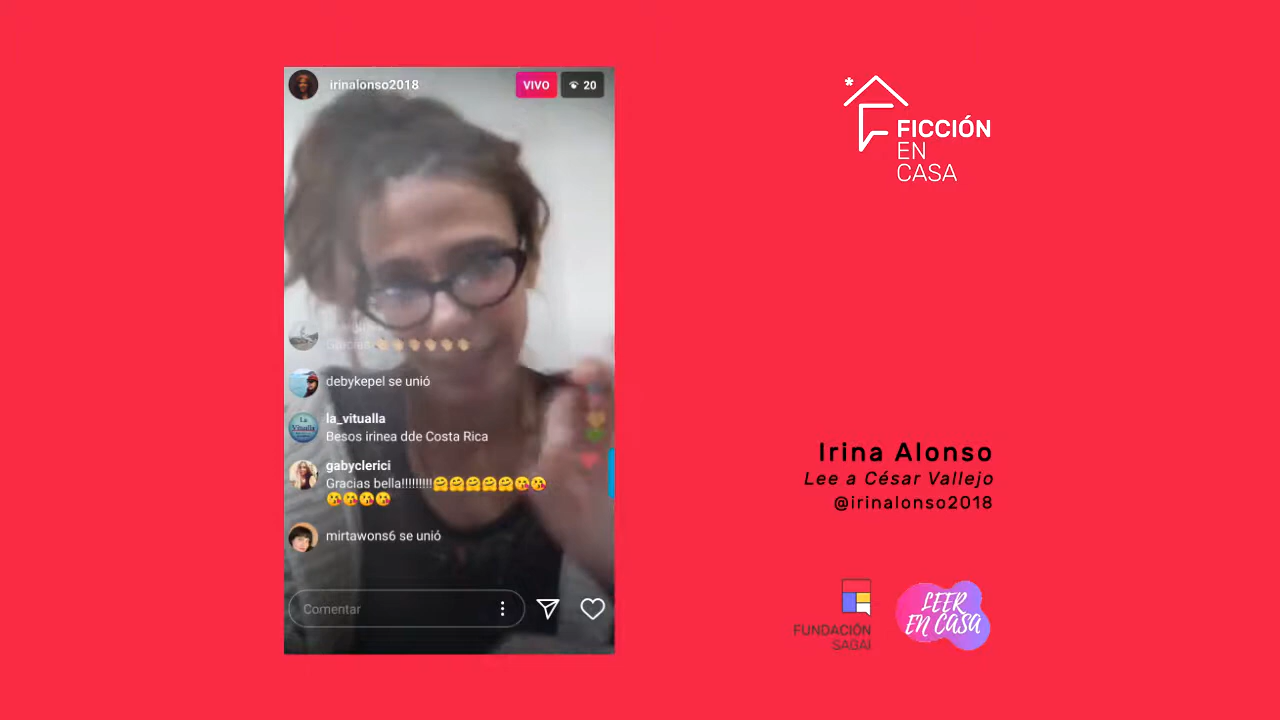 irinalonso2018
VIVO
20
debykepel se unió
la_vitualla
Besos irinea dde Costa Rica
gabyclerici
Gracias bella!!!!!!!!!🤗🤗🤗🤗🤗😘😘
😘😘😘😘
mirtawons6 se unió
Comentar
* FICCIÓN
EN
CASA
Irina Alonso
Lee a César Vallejo
@irinalonso2018
FUNDACIÓN
SAGAI
LEER
EN CASA